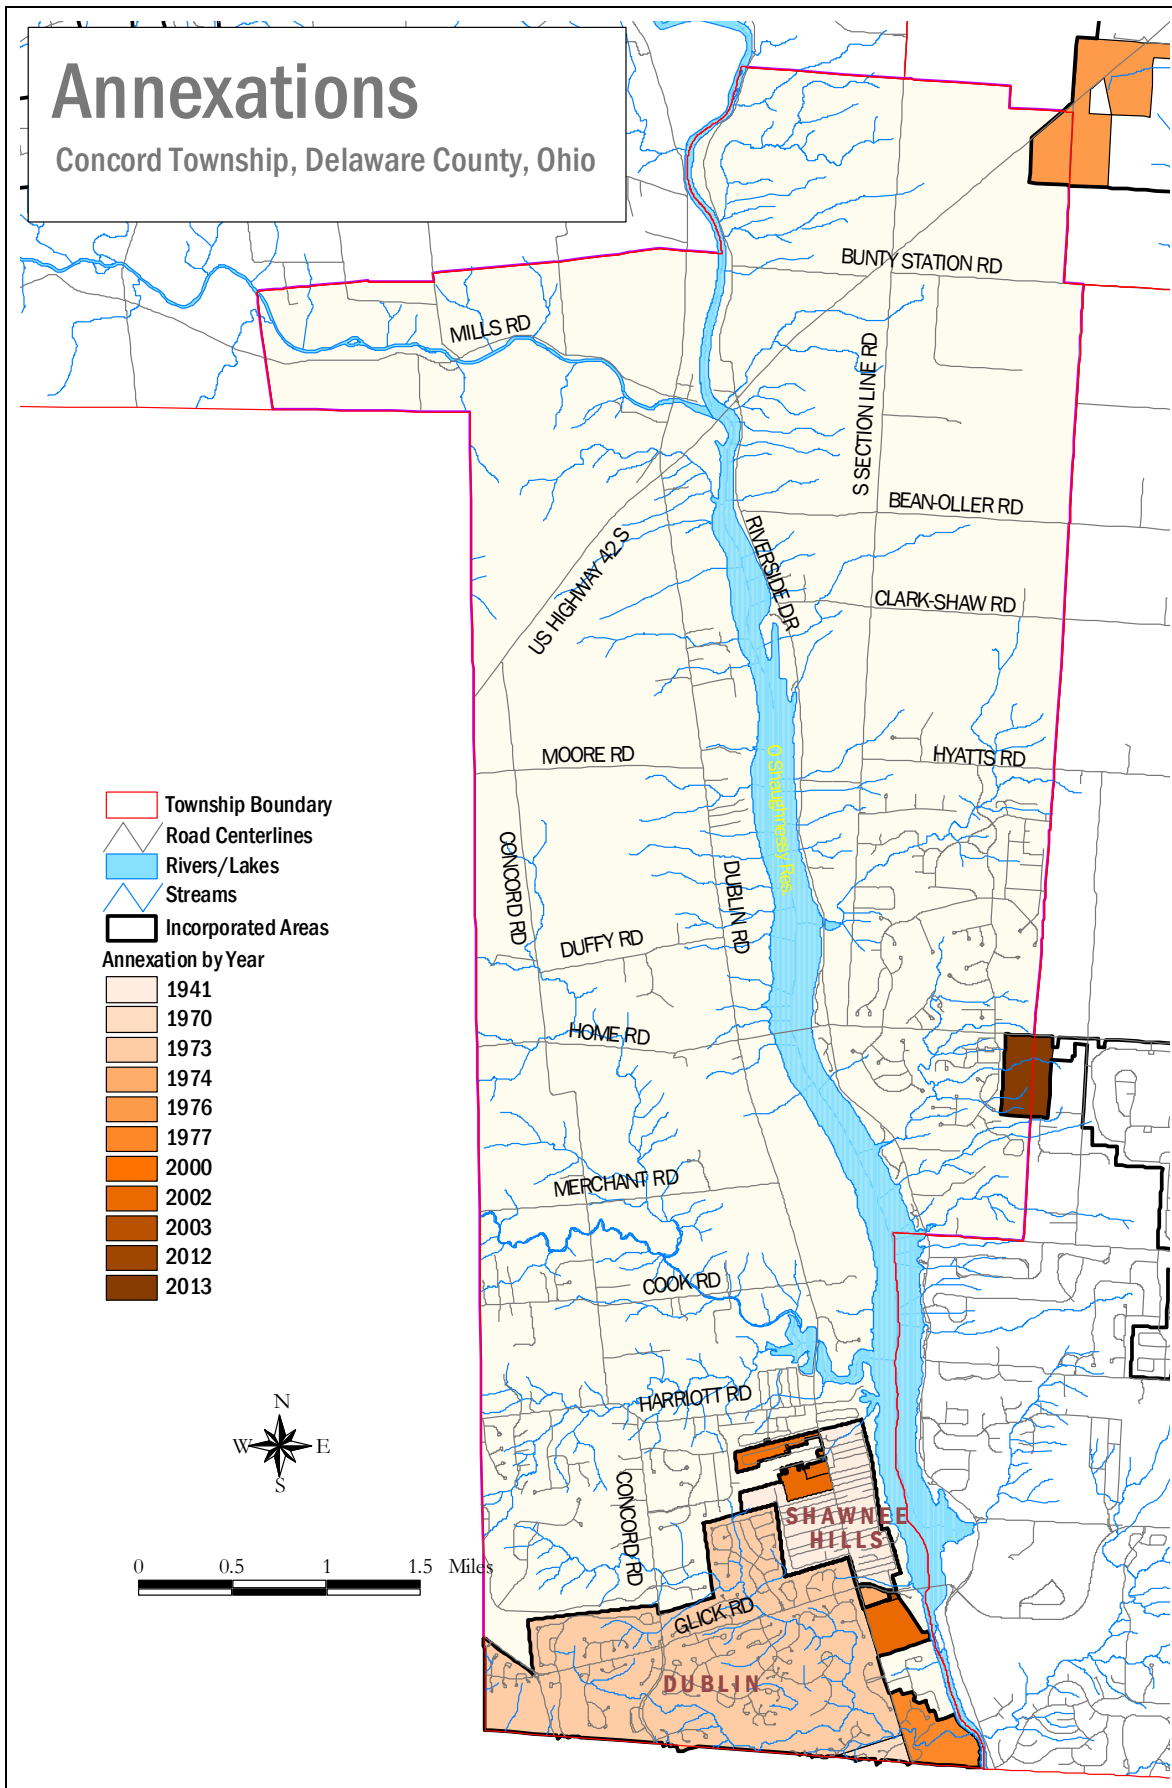 Annexations
Concord Township, Delaware County, Ohio
BUNTY STATION RD
MILLS RD
S SECTION LINE RD
BEAN-OLLER RD
RIVERSIDE DR
US HIGHWAY 42 S
CLARK-SHAW RD
MOORE RD
O Shaughnessy Res.
HYATTS RD
Township Boundary
Road Centerlines
Rivers/Lakes
Streams
Incorporated Areas
Annexation by Year
1941
1970
1973
1974
1976
1977
2000
2002
2003
2012
2013
CONCORD RD
DUBLIN RD
DUFFY RD
HOME RD
MERCHANT RD
COOK RD
HARRIOTT RD
N
W E
S
CONCORD RD
SHAWNEE
HILLS
0 0.5 1 1.5 Miles
GLICK RD
DUBLIN